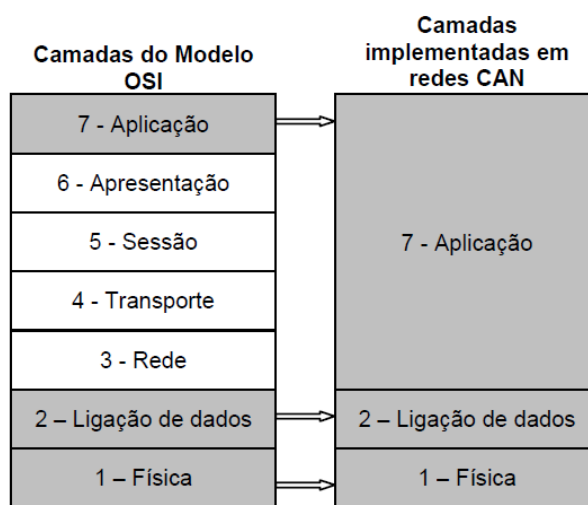 Camadas do Modelo
OSI
7 - Aplicação
6 - Apresentação
5 - Sessão
4 - Transporte
3 - Rede
2 – Ligação de dados
1 – Física
Camadas
implementadas em
redes CAN
7 - Aplicação
2 – Ligação de dados
1 – Física